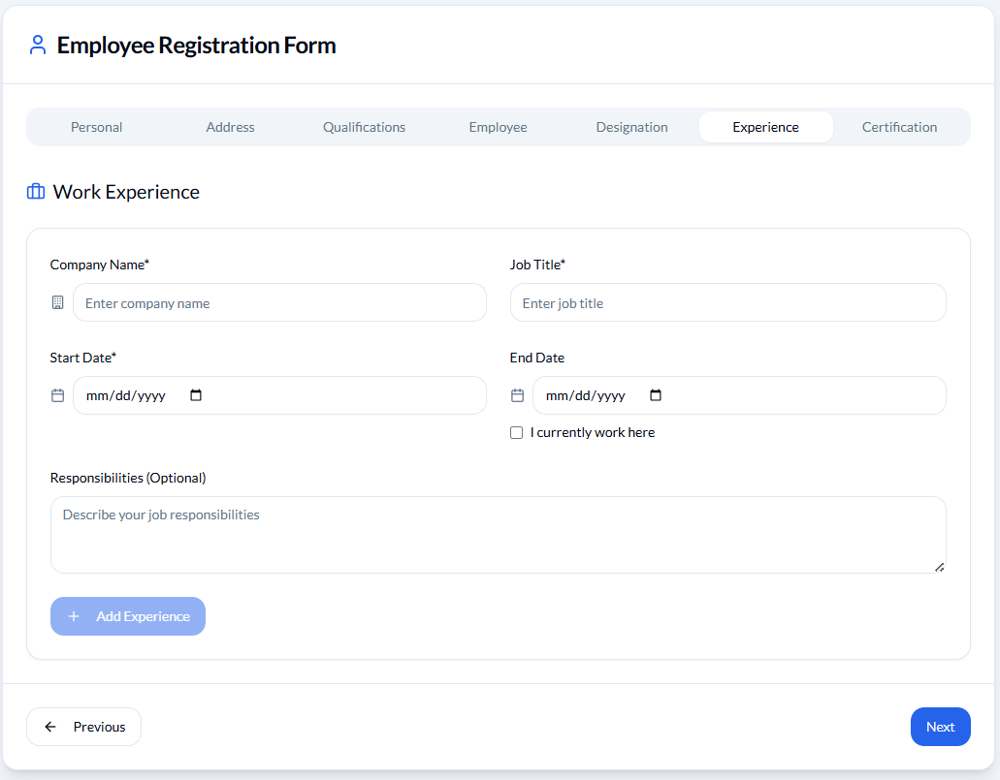 Employee Registration Form
Personal Address Qualifications Employee Designation Experience Certification
Work Experience
Company Name* Job Title*
Enter company name Enter job title
Start Date* End Date
mm/dd/yyyy mm/dd/yyyy
I currently work here
Responsibilities (Optional)
Describe your job responsibilities
+ Add Experience
← Previous Next